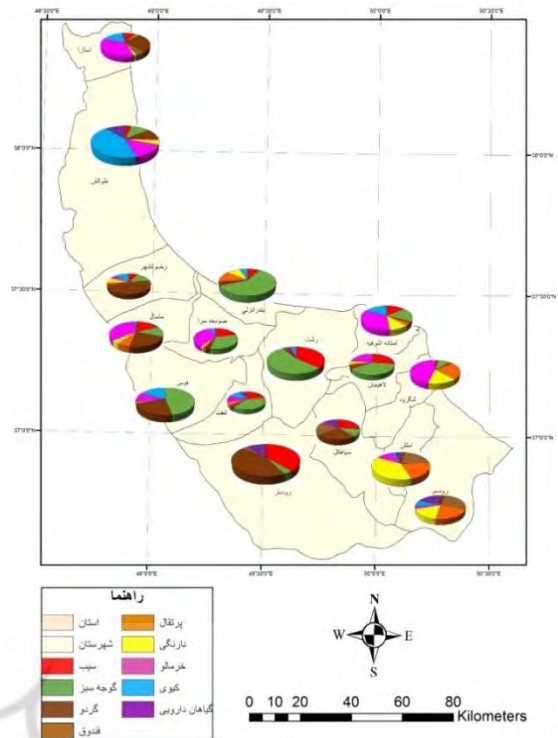 48°30'0"E 49°0'0"E 49°30'0"E 50°0'0"E 50°30'0"E
آستارا
38°0'0"N 38°0'0"N
طوالش
رضوانشهر
37°30'0"N 37°30'0"N
بندرانزلی
ماسال
صومعه سرا
آستانه اشرفیه
رشت
لاهیجان
لنگرود
فومن
شفت
37°0'0"N 37°0'0"N
سیاهکل
املش
رودبار
رودسر
49°0'0"E 49°30'0"E 50°0'0"E 50°30'0"E
راهنما
استان
پرتقال
شهرستان
نارنگی
سیب
خرمالو
گوجه سبز
کیوی
گردو
گیاهان دارویی
فندوق
N
W E
S
0 10 20 40 60 80
Kilometers